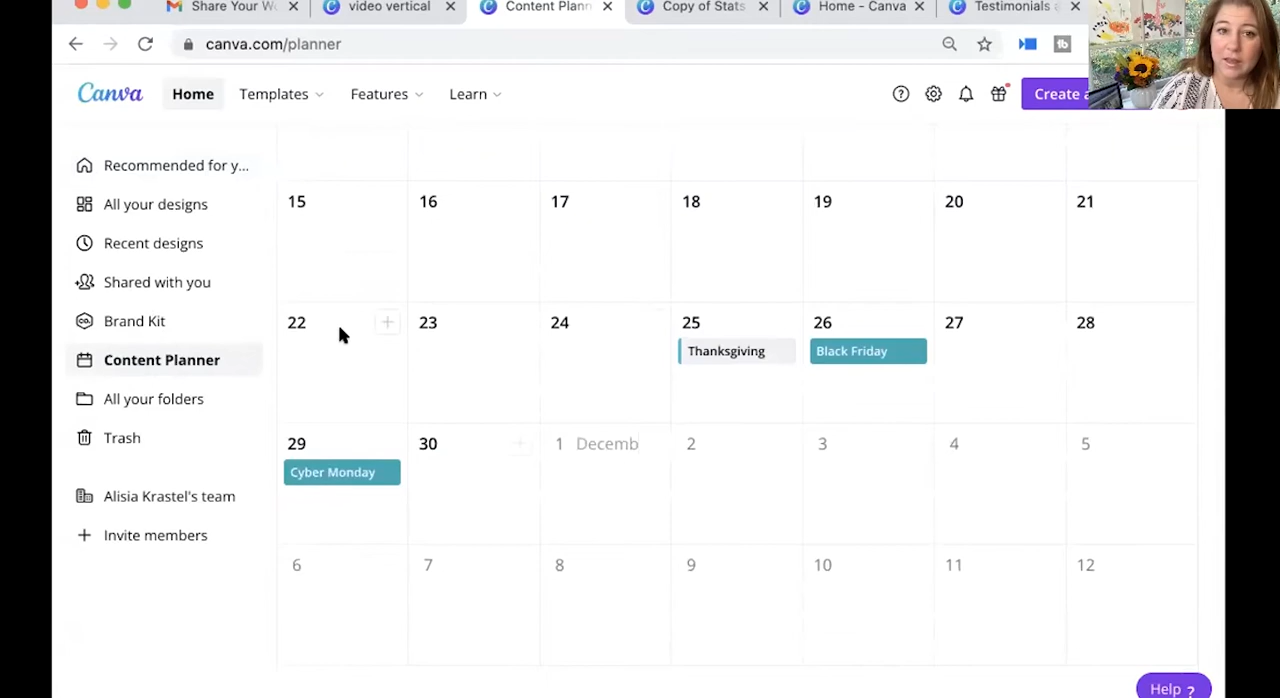 Share Your W
video vertical
Content Plann
Copy of Stats
Home - Canva
Testimonials
canva.com/planner
Canva
Home
Templates
Features
Learn
Create
Recommended for y...
All your designs
Recent designs
Shared with you
Brand Kit
Content Planner
All your folders
Trash
Alisia Krastel's team
Invite members
15 16 17 18 19 20 21
22 23 24 25 26 27 28
Thanksgiving
Black Friday
29 30 1 Decemb 2 3 4 5
Cyber Monday
6 7 8 9 10 11 12
Help ?